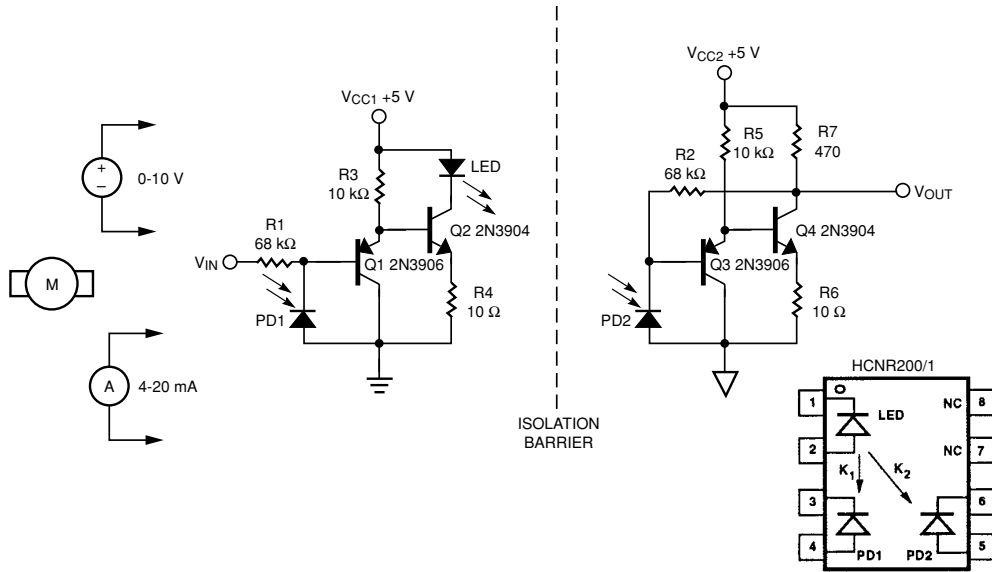 VCC1 +5 V
VCC2 +5 V
0-10 V
R3
10 kΩ
LED
R1
68 kΩ
VIN
Q2 2N3904
Q1 2N3906
R4
10 Ω
PD1
M
A
4-20 mA
ISOLATION
BARRIER
R5
10 kΩ
R7
470
R2
68 kΩ
VOUT
Q4 2N3904
Q3 2N3906
R6
10 Ω
PD2
HCNR200/1
1
LED
NC
8
2
NC
7
K1
K2
3
6
4
PD1
PD2
5